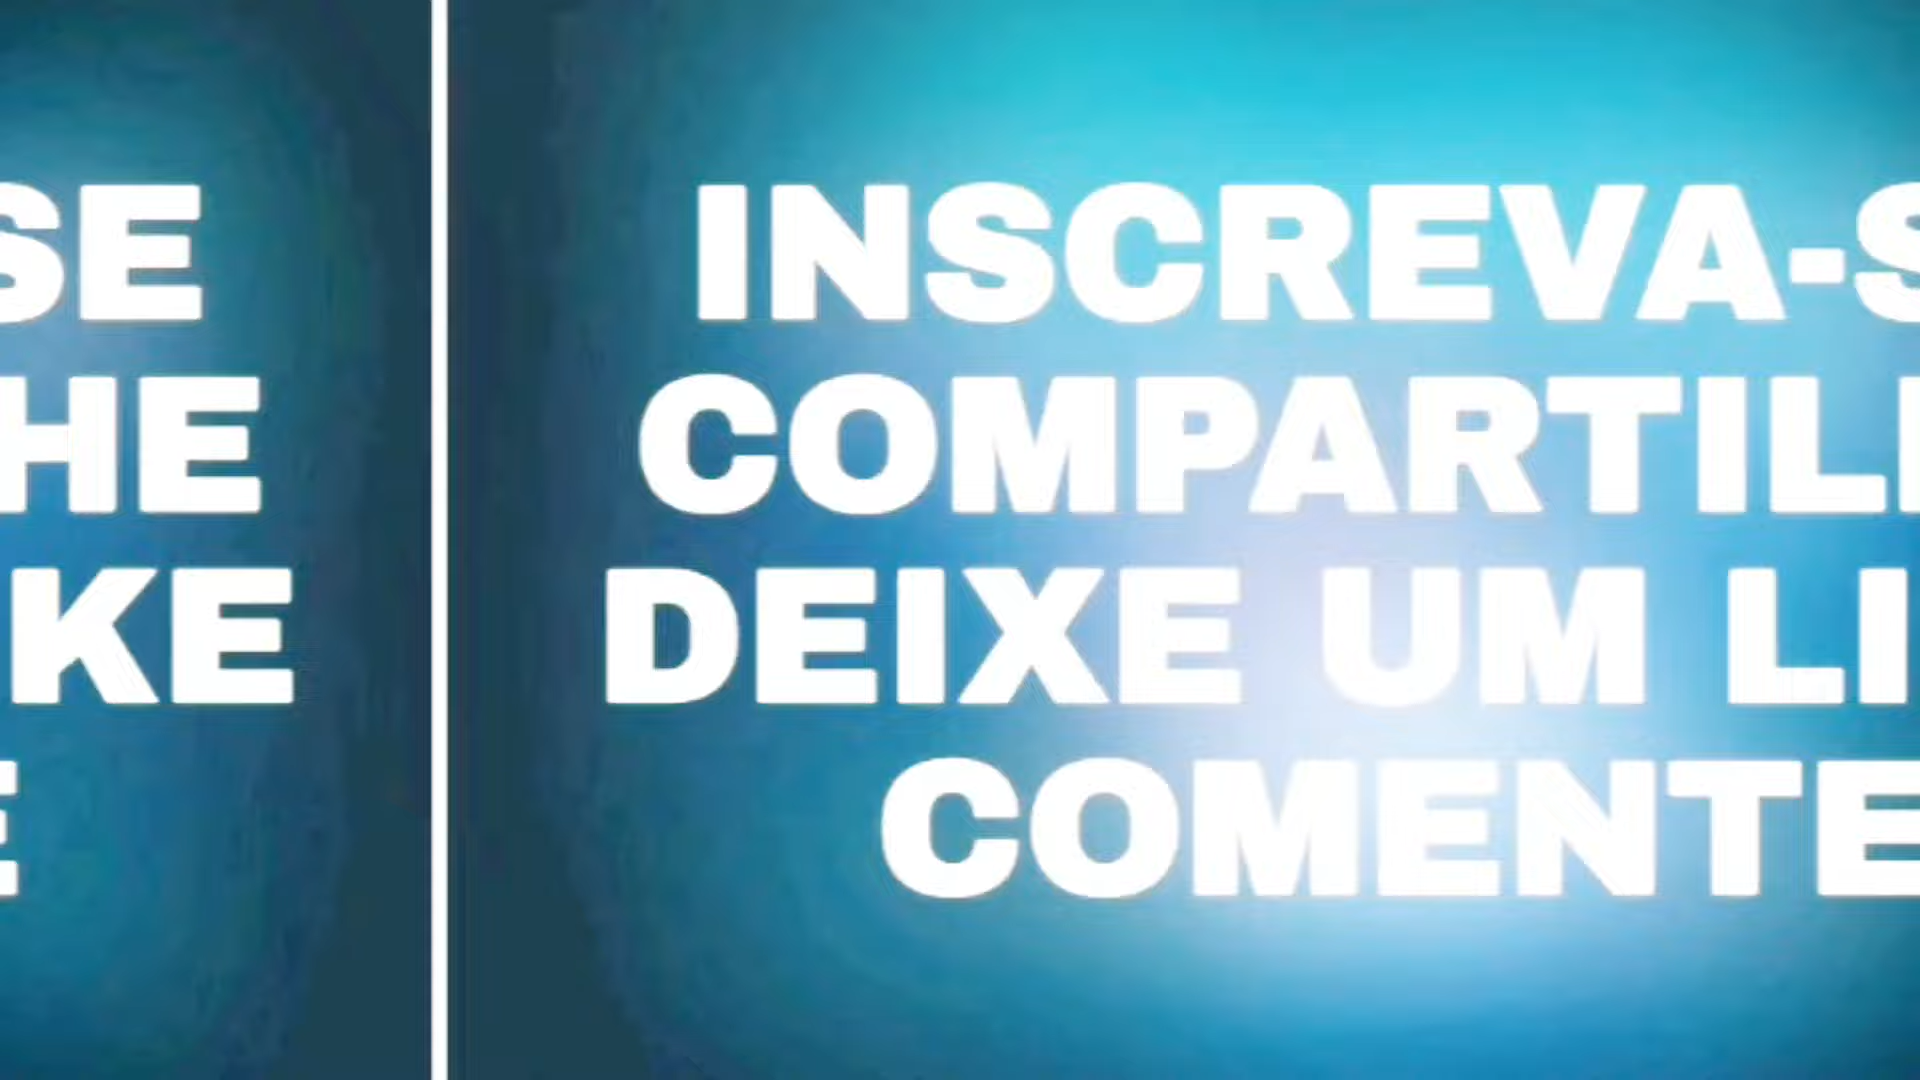 SE
HE
KE
E
INSCREVA-S
COMPARTIL
DEIXE UM LI
COMENTE